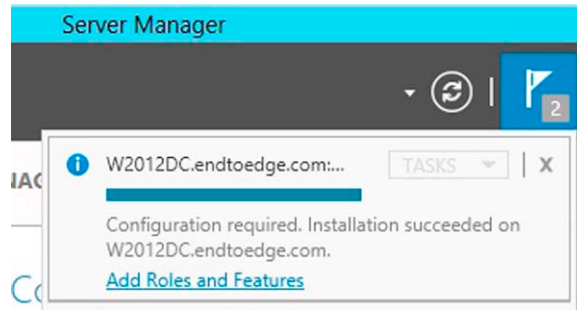 Server Manager
2
W2012DC.endtoedge.com:...
TASKS
X
Configuration required. Installation succeeded on
W2012DC.endtoedge.com.
Add Roles and Features